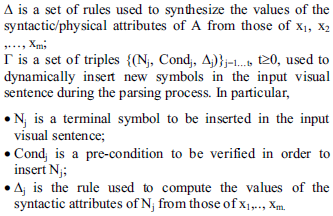 Δ is a set of rules used to synthesize the values of the
syntactic/physical attributes of A from those of x₁, x₂
,…, xₘ;
Γ is a set of triples {(Nⱼ, Condⱼ, Δⱼ)}ⱼ₌₁…ₜ, t≥0, used to
dynamically insert new symbols in the input visual
sentence during the parsing process. In particular,
• Nⱼ is a terminal symbol to be inserted in the input
visual sentence;
• Condⱼ is a pre-condition to be verified in order to
insert Nⱼ;
• Δⱼ is the rule used to compute the values of the
syntactic attributes of Nⱼ from those of x₁,.., xₘ.